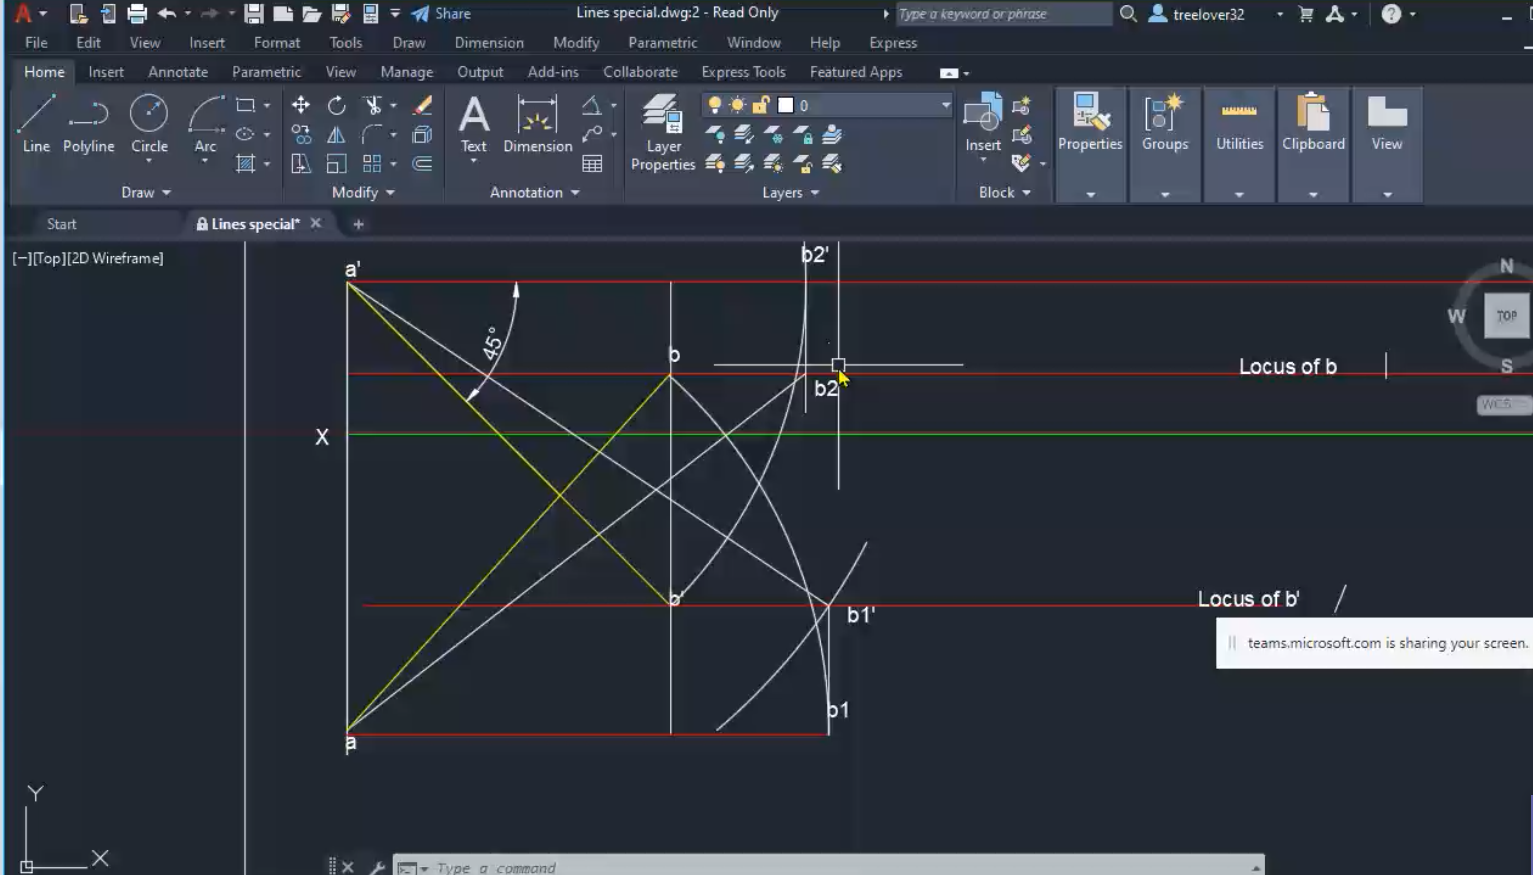 Share
Lines special.dwg:2 - Read Only
Type a keyword or phrase
treelover32
File Edit View Insert Format Tools Draw Dimension Modify Parametric Window Help Express
Home Insert Annotate Parametric View Manage Output Add-ins Collaborate Express Tools Featured Apps
0
Line Polyline Circle Arc
A
Text Dimension
Layer
Properties
Insert
Properties Groups Utilities Clipboard View
Draw Modify Annotation Layers Block
Start Lines special*
[−][Top][2D Wireframe]
N
W TOP
S
WCS
b2'
a'
45°
b
b2
Locus of b
X
b'
b1'
Locus of b'
teams.microsoft.com is sharing your screen.
b1
a
Y
X
Type a command